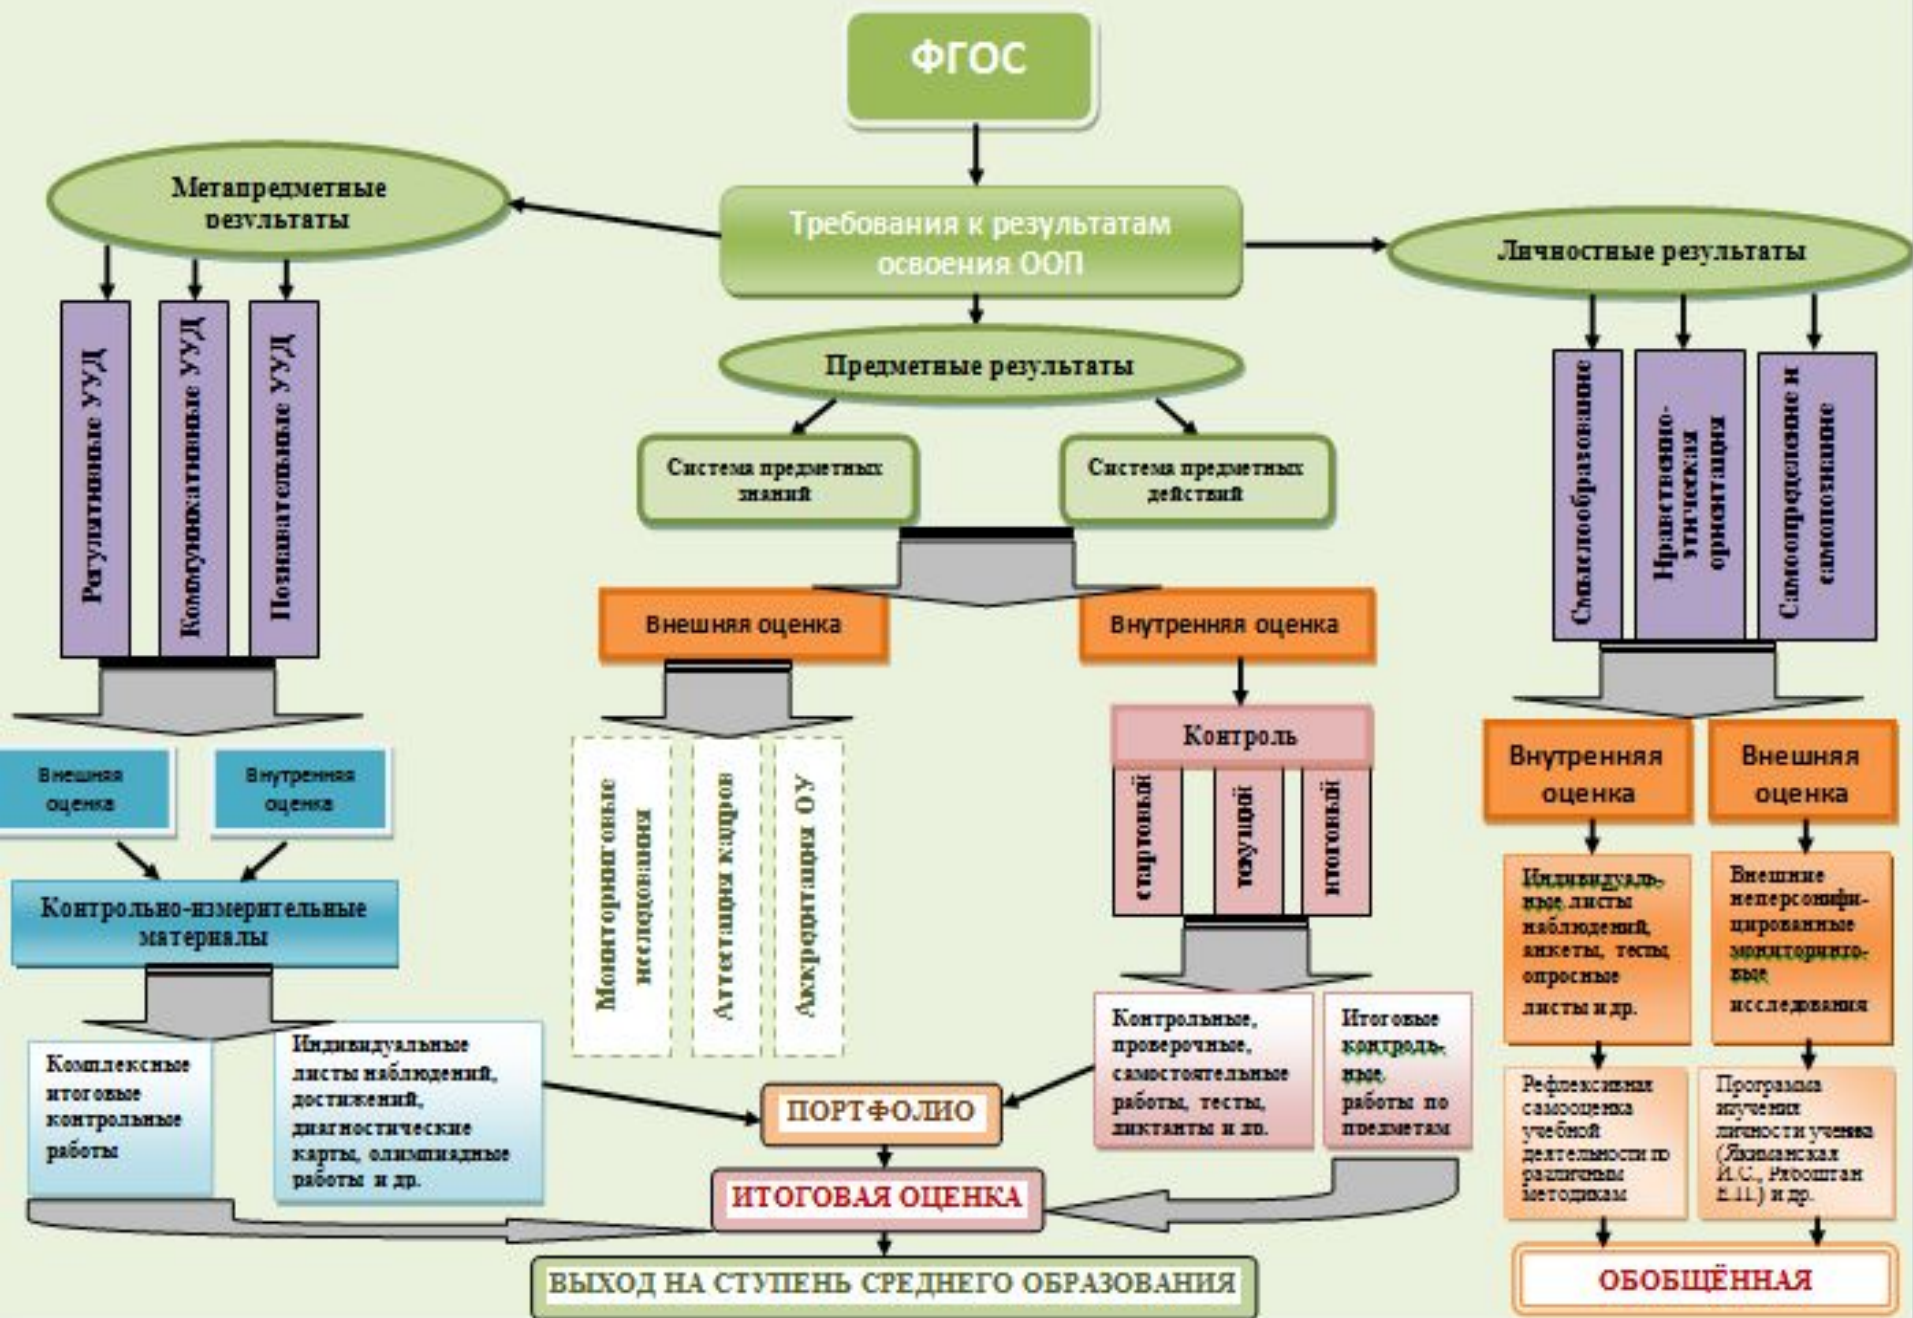 ФГОС
Требования к результатам
освоения ООП
Метапредметные
результаты
Личностные результаты
Предметные результаты
Регулятивные УУД
Коммуникативные УУД
Познавательные УУД
Система предметных
знаний
Система предметных
действий
Смыслообразование
Нравственно-
этическая
ориентация
Самоопределение и
самопознание
Внешняя оценка
Внутренняя оценка
Внешняя
оценка
Внутренняя
оценка
Контрольно-измерительные
материалы
Мониторинговые
исследования
Аттестация кадров
Аккредитация ОУ
Контроль
стартовый
текущий
итоговый
Внутренняя
оценка
Внешняя
оценка
Индивидуаль-
ные листы
наблюдений,
анкеты, тесты,
опросные
листы и др.
Внешние
неперсонифи-
цированные
мониторинго-
вые
исследования
Комплексные
итоговые
контрольные
работы
Индивидуальные
листы наблюдений,
достижений,
диагностические
карты, олимпиадные
работы и др.
Контрольные,
проверочные,
самостоятельные
работы, тесты,
диктанты и др.
Итоговые
контроль-
ные
работы по
предметам
Рефлексивная
самооценка
учебной
деятельности по
различным
методикам
Программа
изучения
личности ученика
(Якиманская
И.С.,
Е.П.) и др.
ПОРТФОЛИО
ИТОГОВАЯ ОЦЕНКА
ВЫХОД НА СТУПЕНЬ СРЕДНЕГО ОБРАЗОВАНИЯ
ОБОБЩЁННАЯ